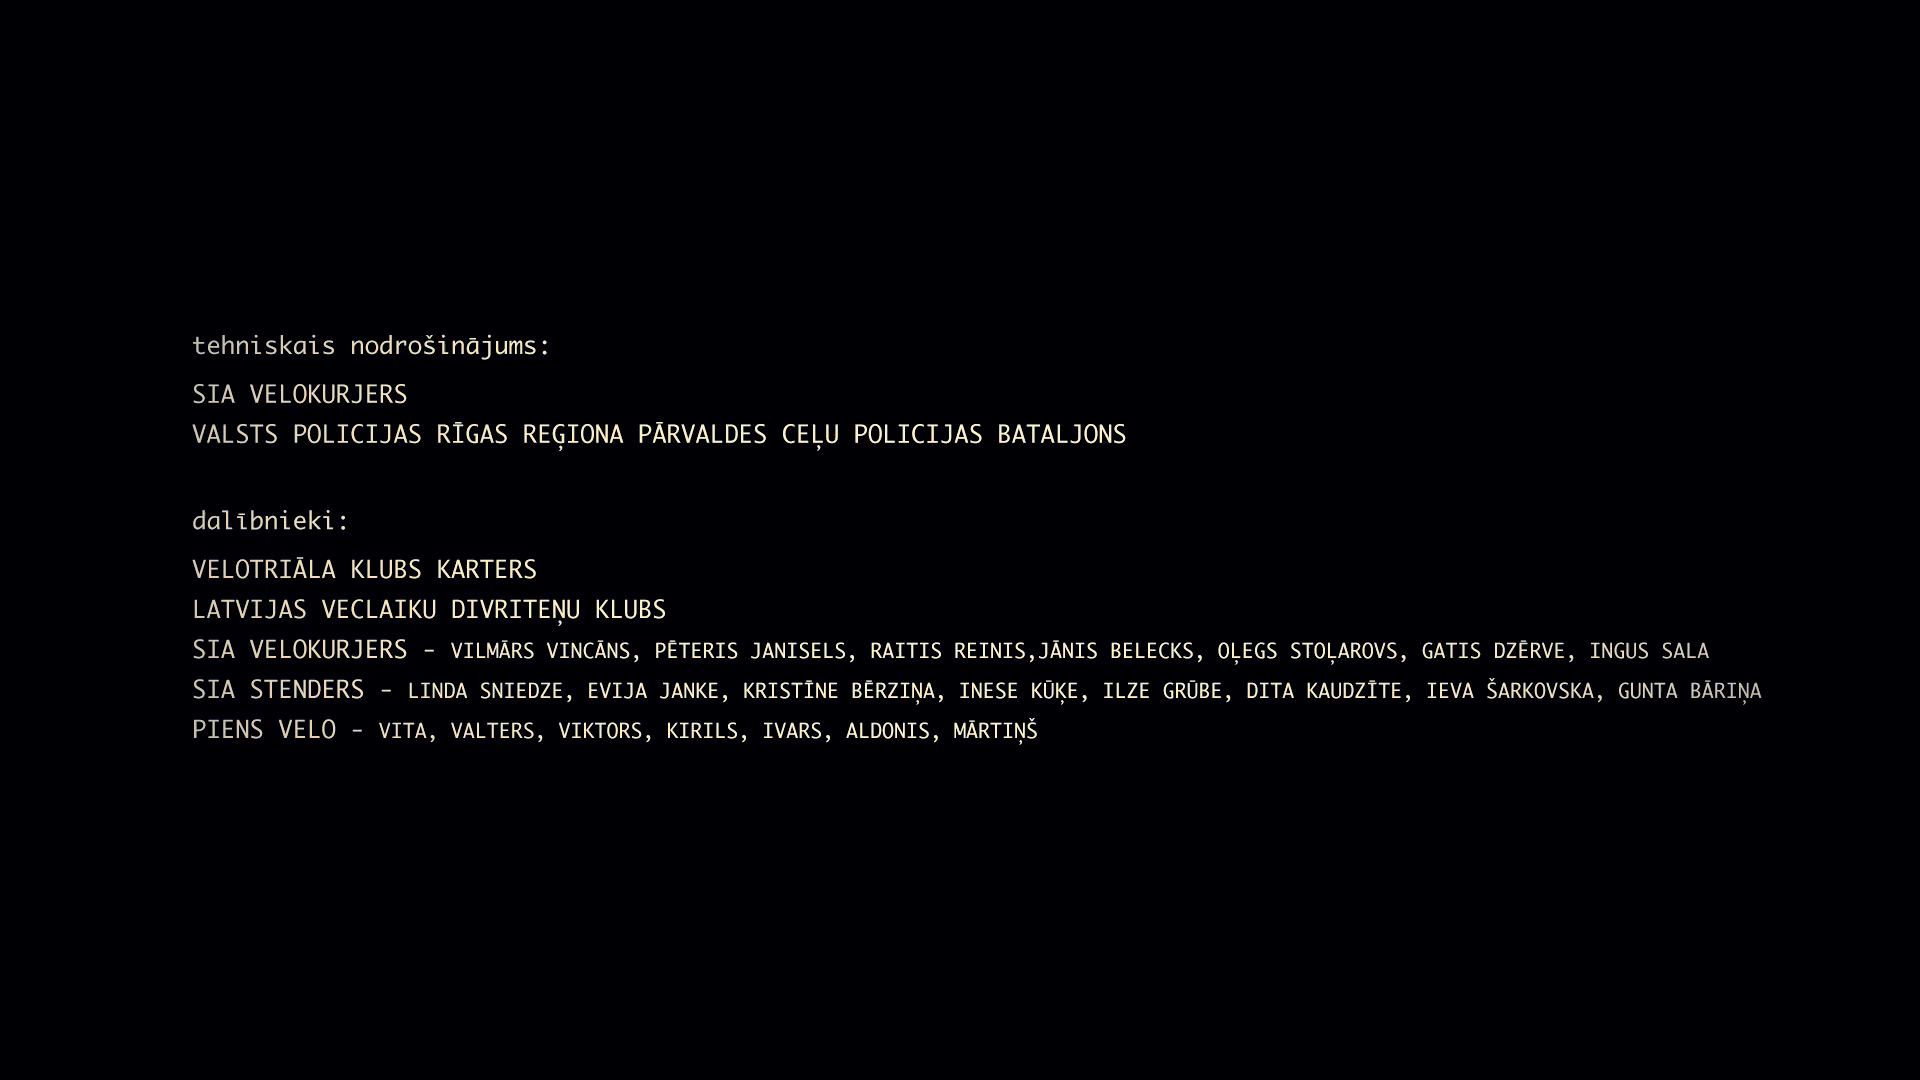 tehniskais nodrošinājums:
SIA VELOKURJERS
VALSTS POLICIJAS RĪGAS REĢIONA PĀRVALDES CEĻU POLICIJAS BATALJONS
dalībnieki:
VELOTRIĀLA KLUBS KARTERS
LATVIJAS VECLAIKU DIVRITEŅU KLUBS
SIA VELOKURJERS - VILMĀRS VINCĀNS, PĒTERIS JANISELS, RAITIS REINIS,JĀNIS BELECKS, OĻEGS STOĻAROVS, GATIS DZĒRVE, INGUS SALA
SIA STENDERS - LINDA SNIEDZE, EVIJA JANKE, KRISTĪNE BĒRZIŅA, INESE KŪĶE, ILZE GRŪBE, DITA KAUDZĪTE, IEVA ŠARKOVSKA, GUNTA BĀRIŅA
PIENS VELO - VITA, VALTERS, VIKTORS, KIRILS, IVARS, ALDONIS, MĀRTIŅŠ